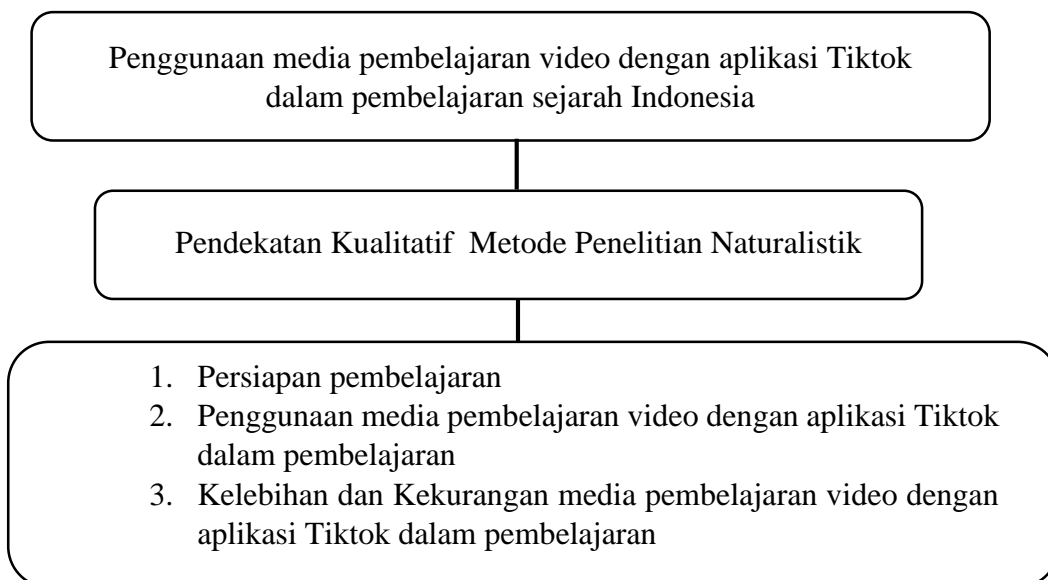 Penggunaan media pembelajaran video dengan aplikasi Tiktok
dalam pembelajaran sejarah Indonesia
Pendekatan Kualitatif  Metode Penelitian Naturalistik
1. Persiapan pembelajaran
2. Penggunaan media pembelajaran video dengan aplikasi Tiktok
dalam pembelajaran
3. Kelebihan dan Kekurangan media pembelajaran video dengan
aplikasi Tiktok dalam pembelajaran